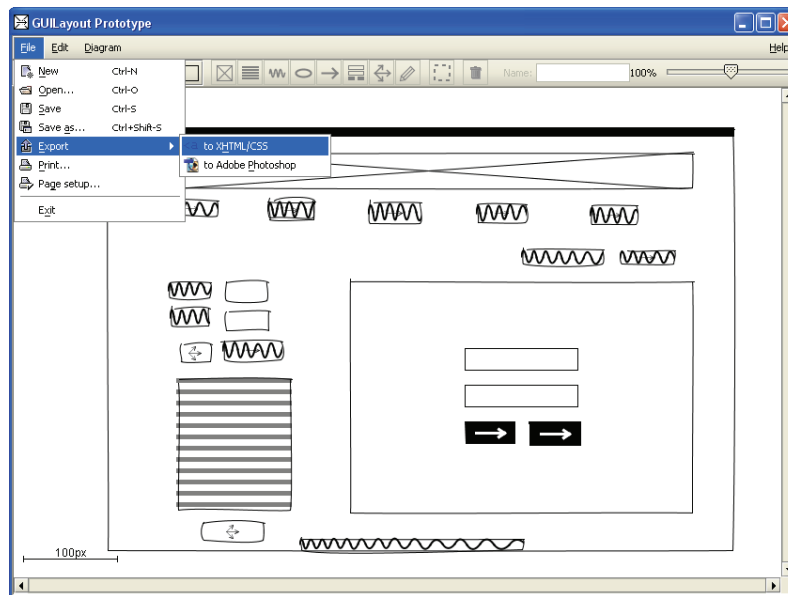 GUILayout Prototype
File Edit Diagram Help
Name: 100%
New Ctrl-N
Open... Ctrl-O
Save Ctrl-S
Save as... Ctrl+Shift-S
Export to XHTML/CSS
Print... to Adobe Photoshop
Page setup...
Exit
100px